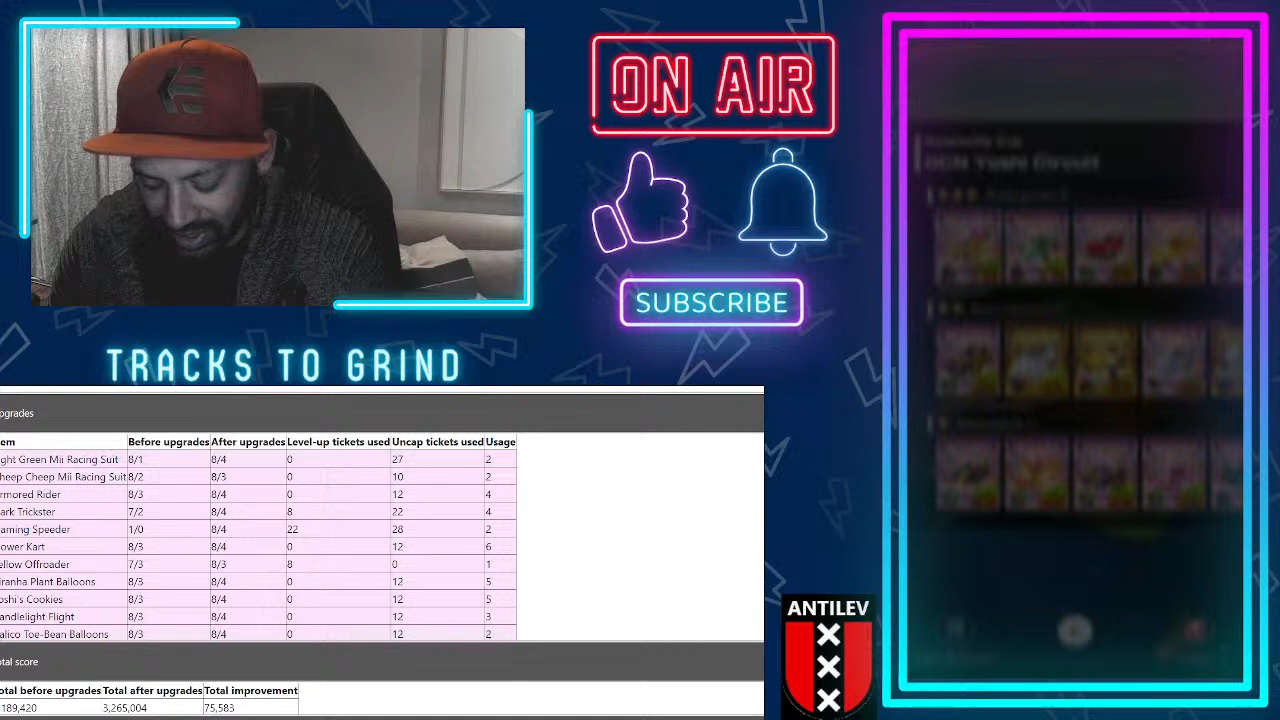 ON AIR
SUBSCRIBE
TRACKS TO GRIND
pgrades
em Before upgrades After upgrades Level-up tickets used Uncap tickets used Usage
ght Green Mii Racing Suit 8/1 8/4 0 27 2
heep Cheep Mii Racing Suit 8/2 8/3 0 10 2
rmored Rider 8/3 8/4 0 12 4
ark Trickster 7/2 8/4 8 22 4
aming Speeder 1/0 8/4 22 28 2
ower Kart 8/3 8/4 0 12 6
ellow Offroader 7/3 8/3 8 0 1
iranha Plant Balloons 8/3 8/4 0 12 5
oshi's Cookies 8/3 8/4 0 12 5
andlelight Flight 8/3 8/4 0 12 3
alico Toe-Bean Balloons 8/3 8/4 0 12 2
otal score
otal before upgrades Total after upgrades Total improvement
189,420 3,265,004 75,583
ANTILEV
Yoshi Circuit